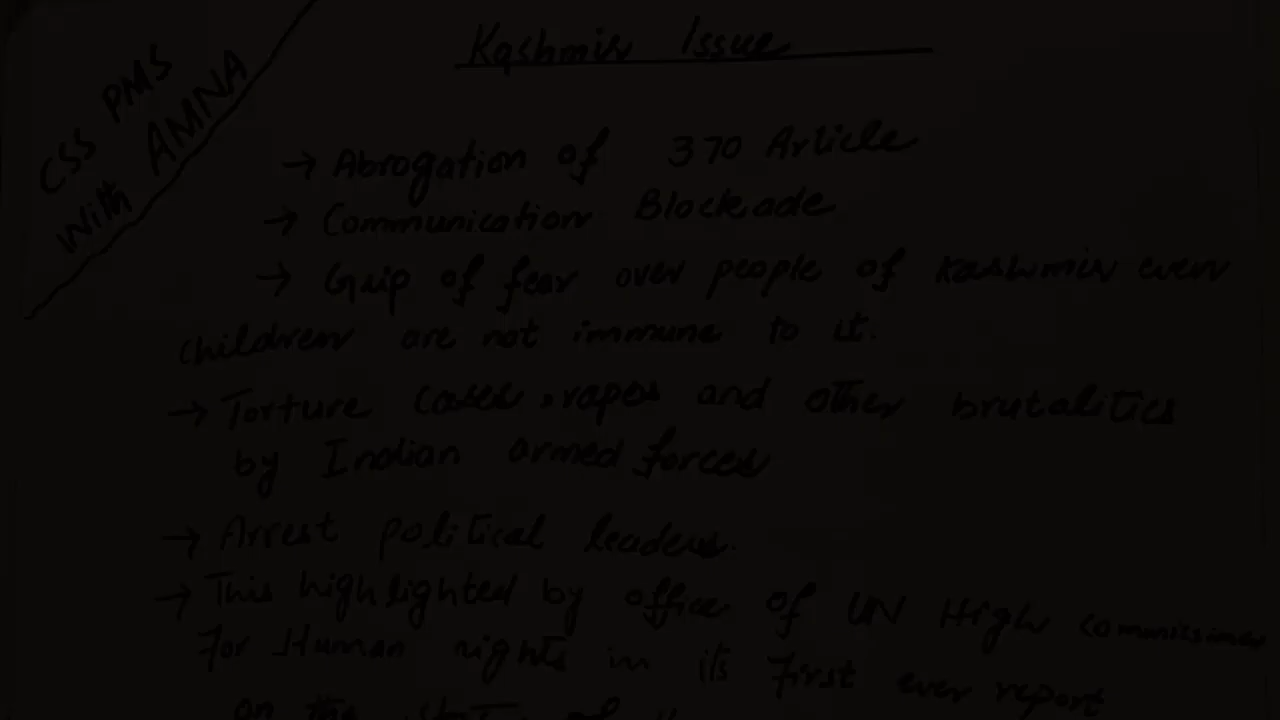 CSS PMS
with AMNA
Kashmir Issue
→ Abrogation of 370 Article
→ Communication Blockade
→ Grip of fear over people of Kashmir even
children are not immune to it.
→ Torture cases, rapes and other brutalities
by Indian armed forces
→ Arrest political leaders.
→ This highlighted by office of UN High commissioner
For Human rights in its First ever report
on the